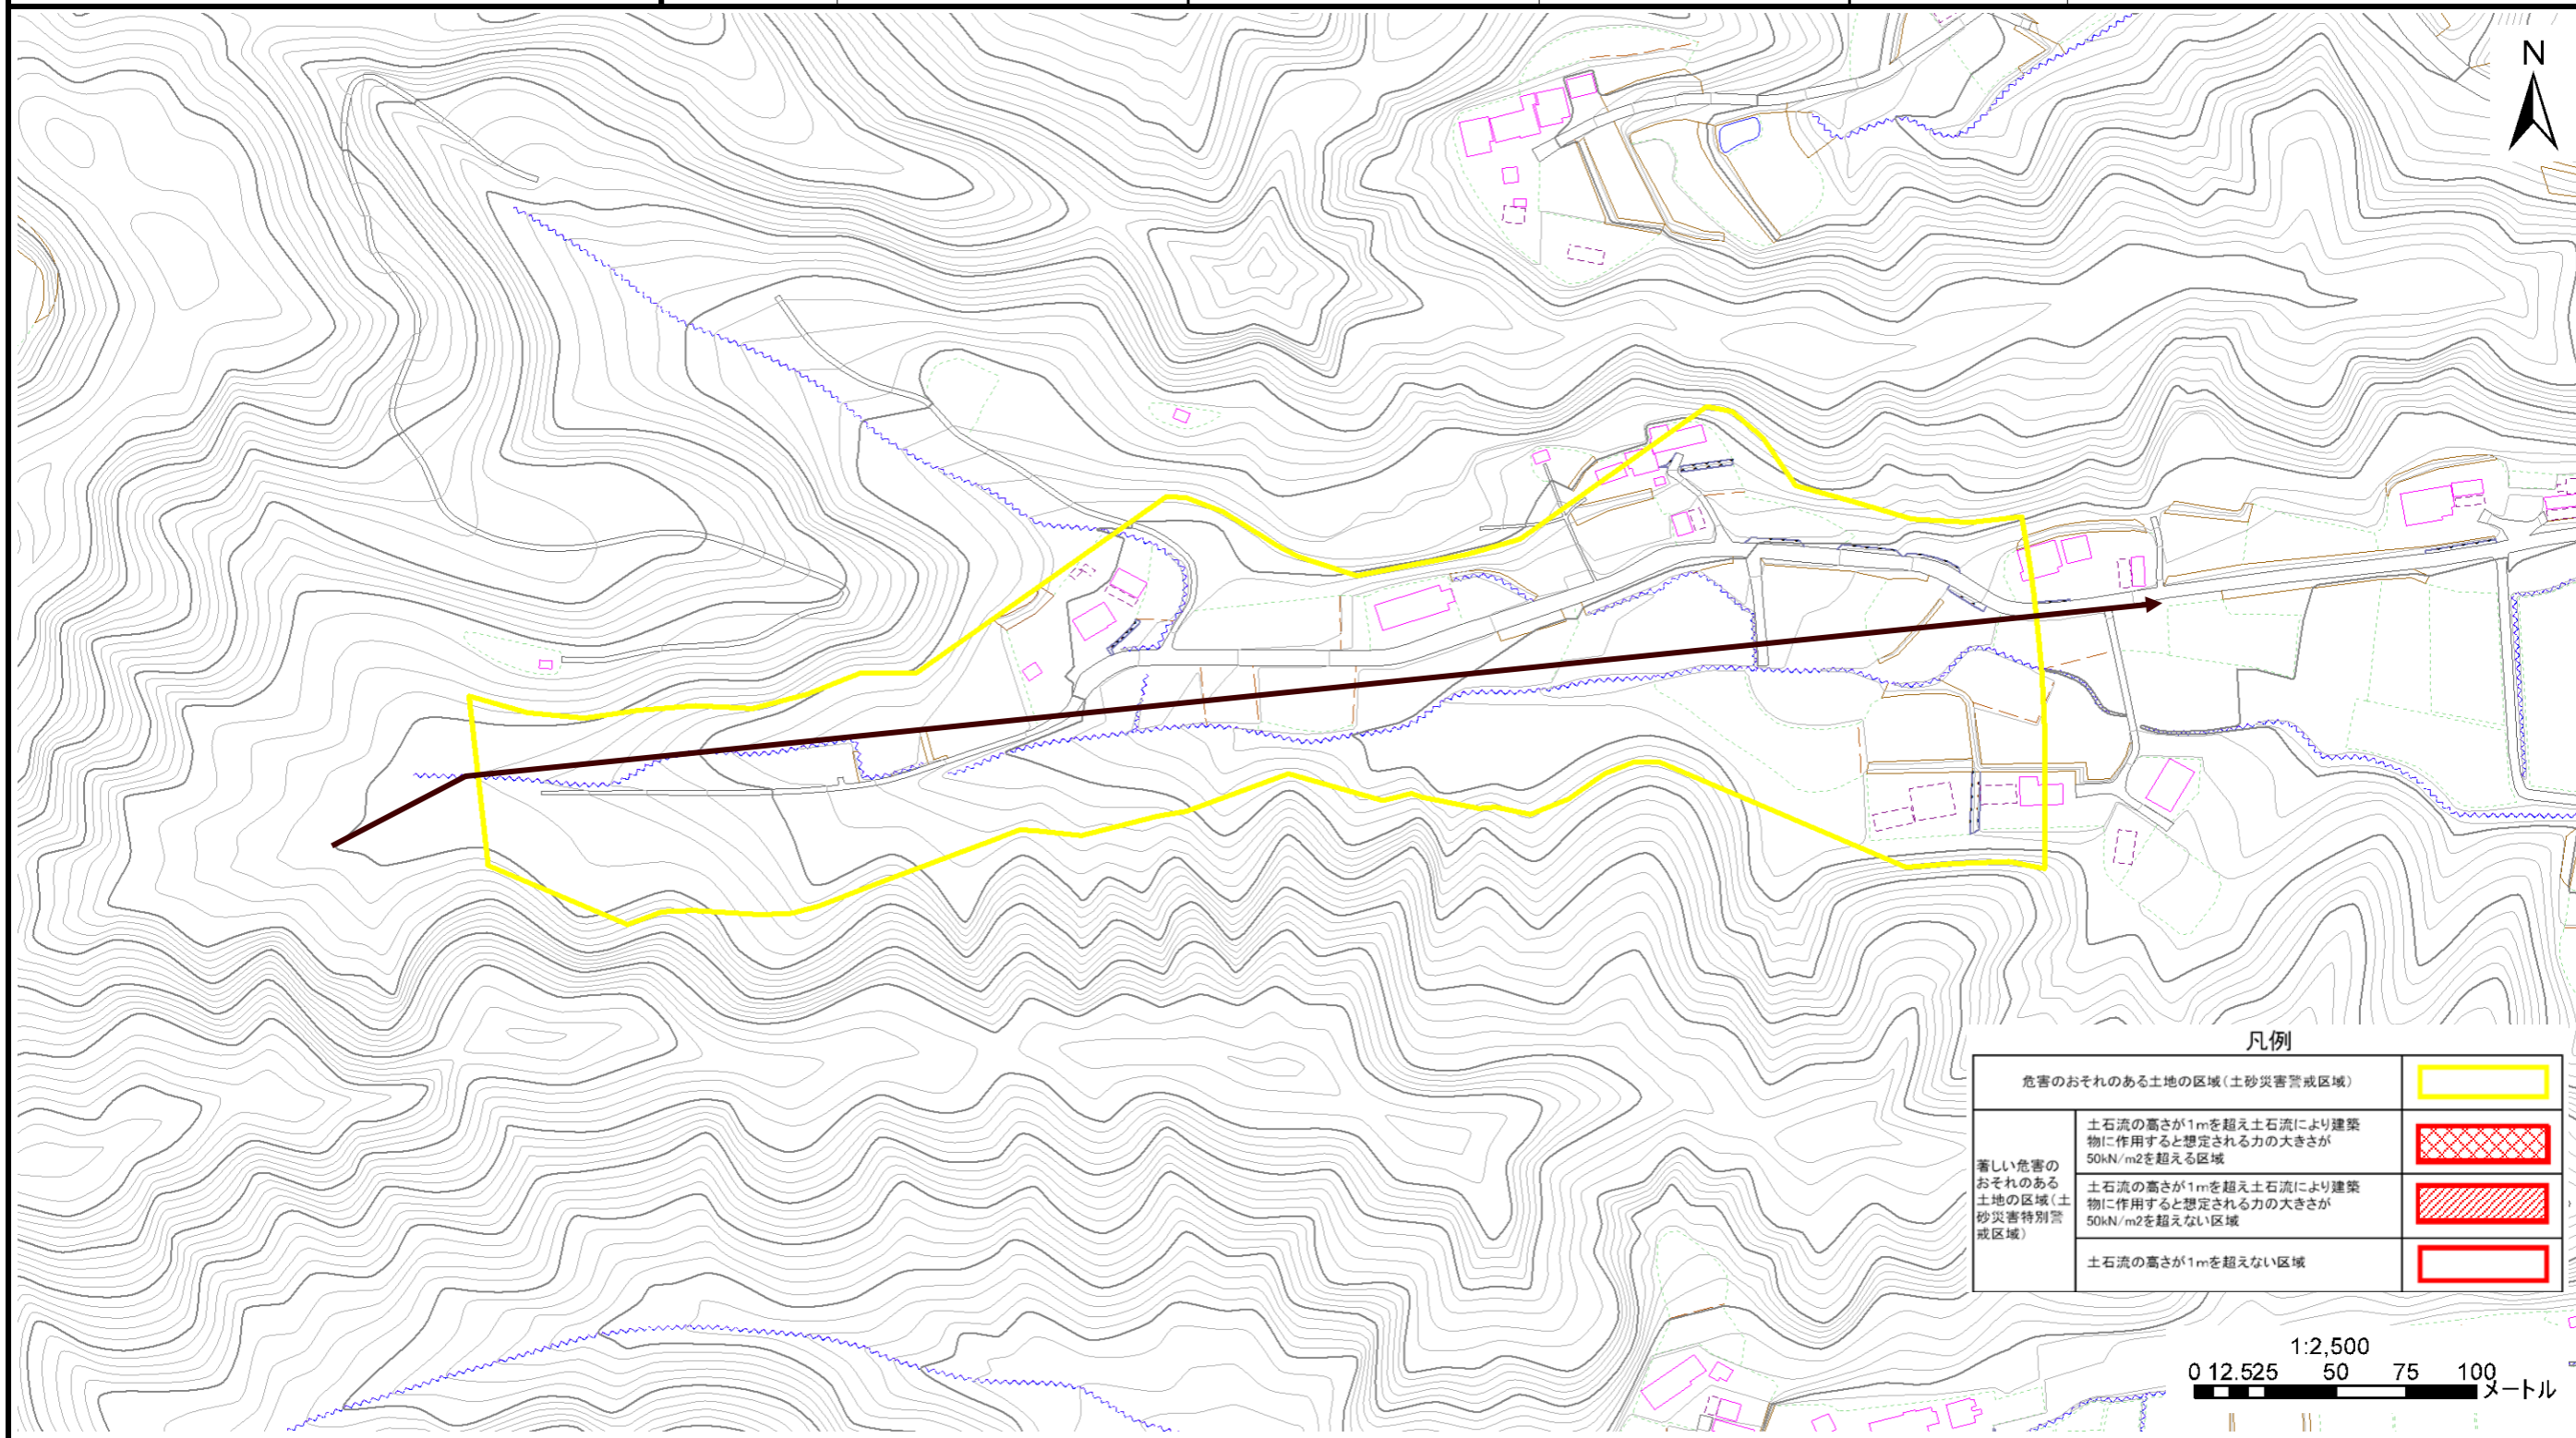 N
凡例
危害のおそれのある土地の区域(土砂災害警戒区域)
著しい危害の
おそれのある
土地の区域(土
砂災害特別警
戒区域)
土石流の高さが1mを超え土石流により建築
物に作用すると想定される力の大きさが
50kN/m2を超える区域
土石流の高さが1mを超え土石流により建築
物に作用すると想定される力の大きさが
50kN/m2を超えない区域
土石流の高さが1mを超えない区域
1:2,500
0 12.525 50 75 100
メートル